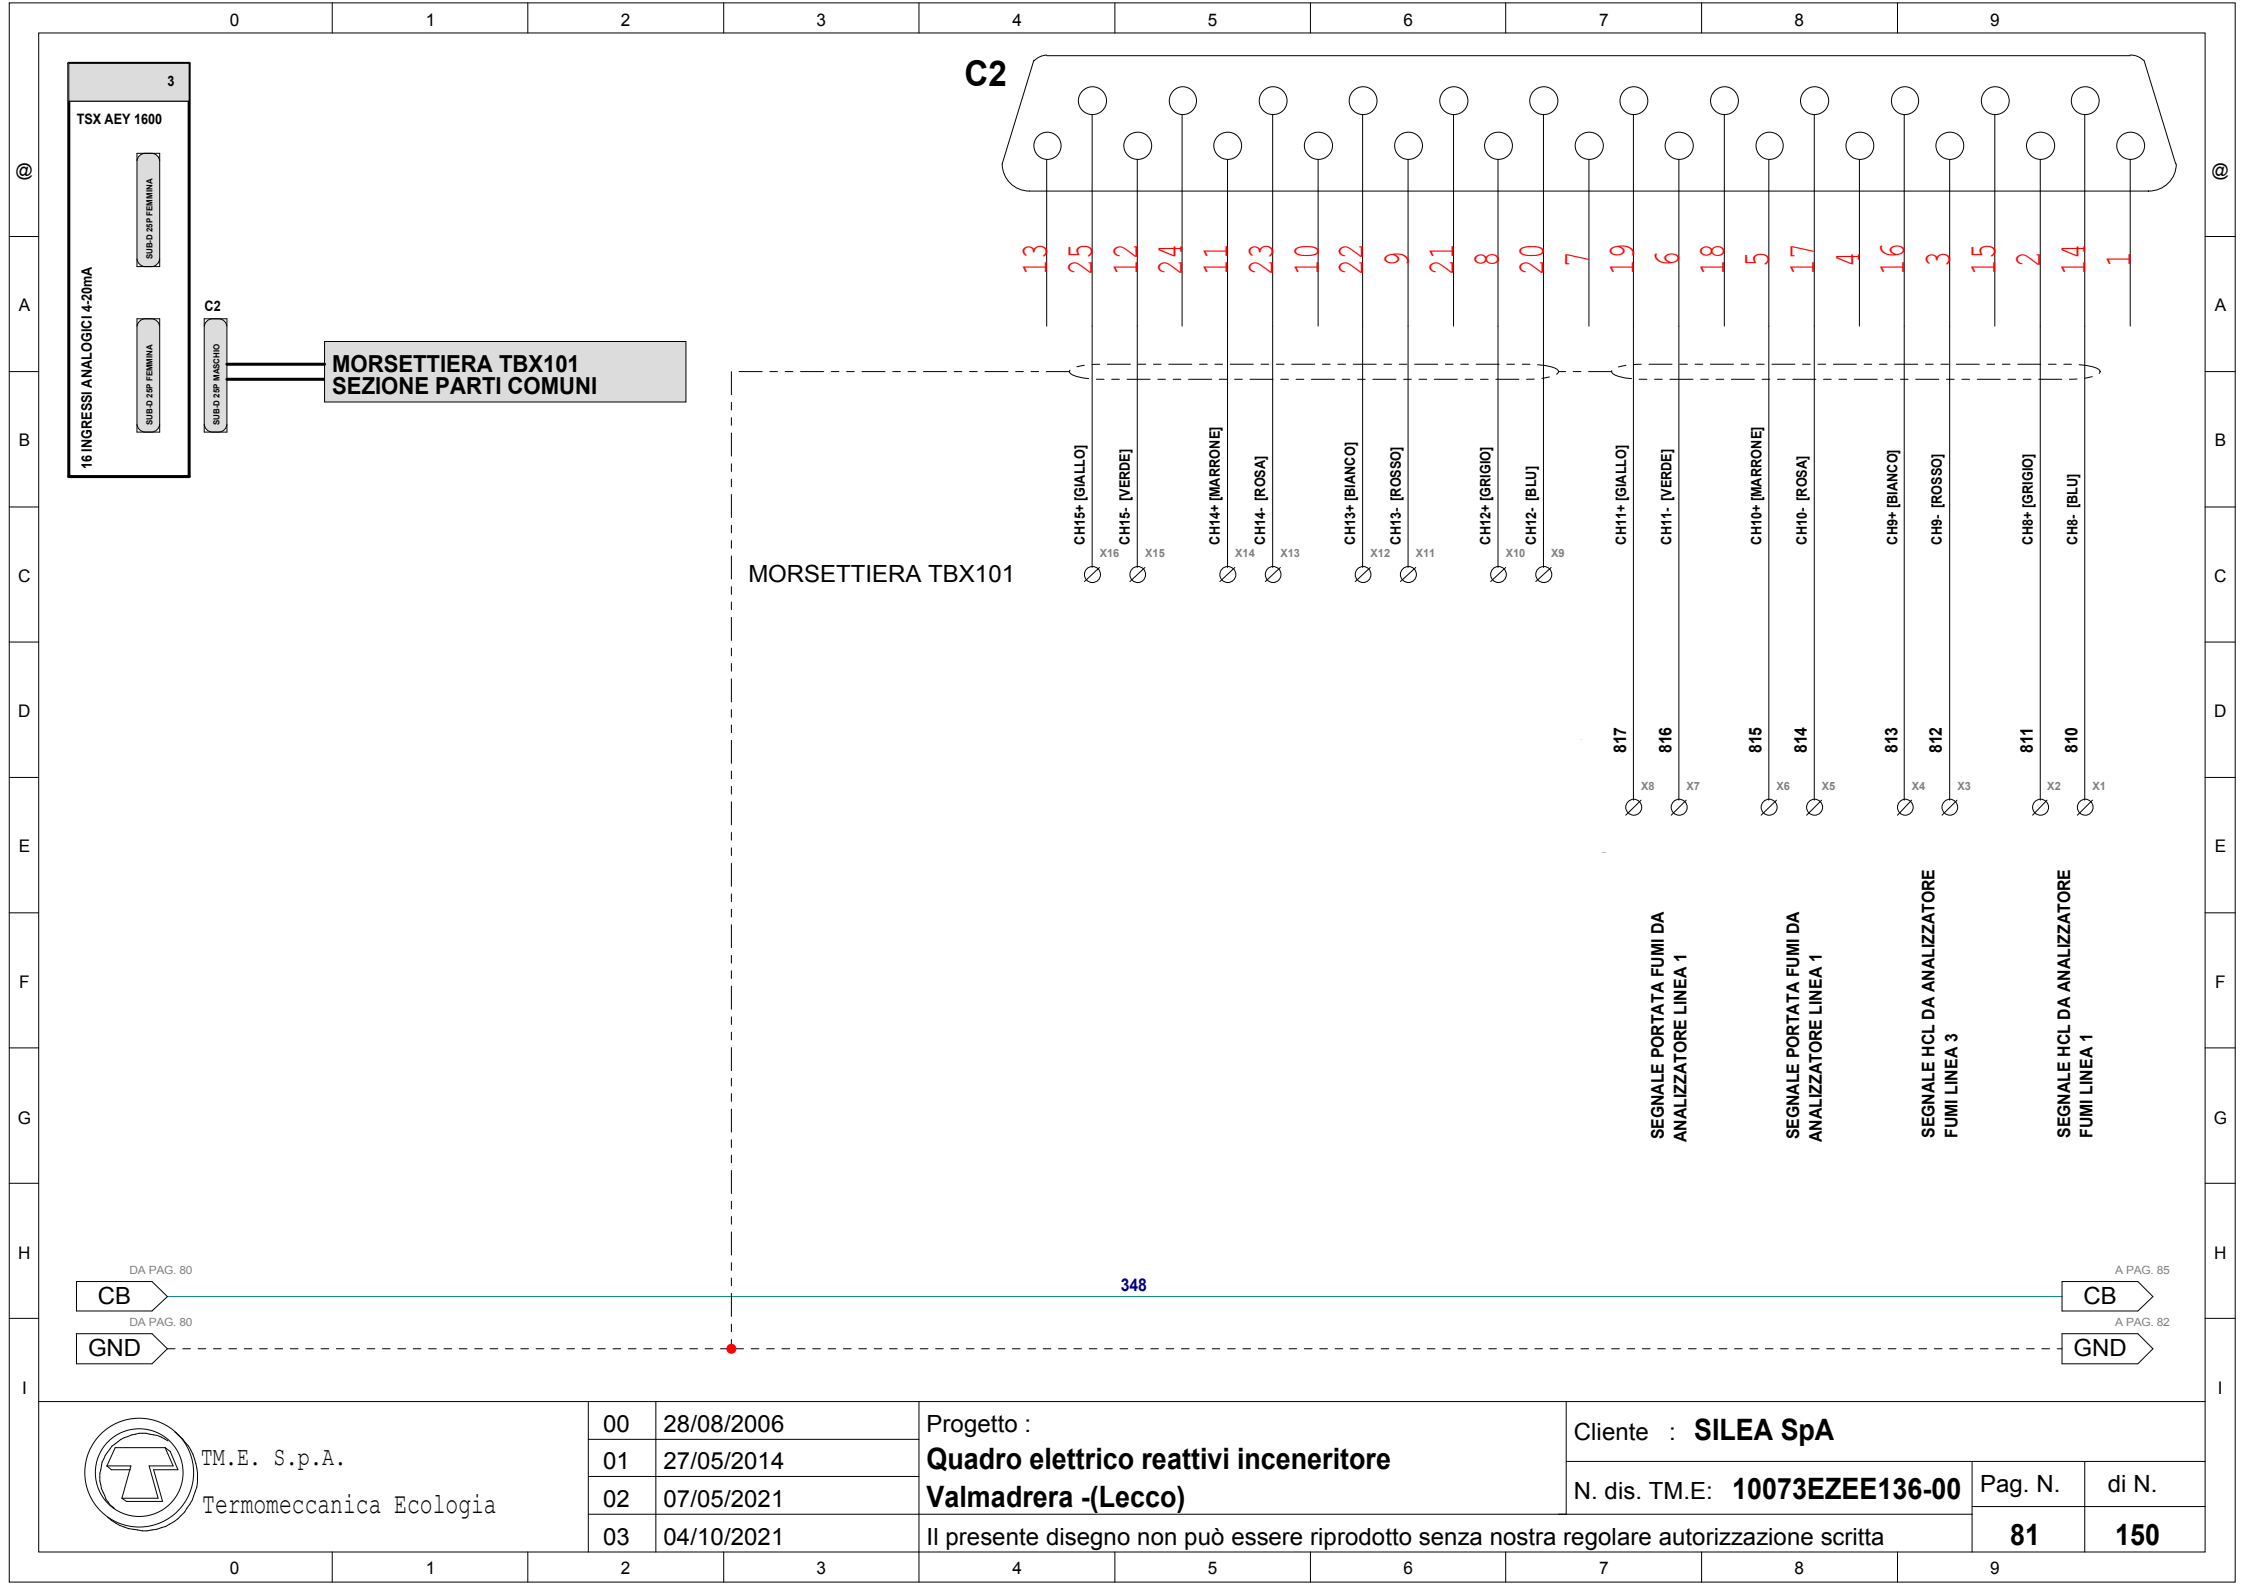 0 1 2 3 4 5 6 7 8 9
@ @
A A
B B
C C
D D
E E
F F
G G
H H
I I
3
TSX AEY 1600
16 INGRESSI ANALOGICI 4-20mA
SUB-D 25P FEMMINA
SUB-D 25P FEMMINA
C2
SUB-D 25P MASCHIO
MORSETTIERA TBX101
SEZIONE PARTI COMUNI
C2
13 25 12 24 11 23 10 22 9 21 8 20 7 19 6 18 5 17 4 16 3 15 2 14 1
CH15+ [GIALLO]
CH15- [VERDE]
CH14+ [MARRONE]
CH14- [ROSA]
CH13+ [BIANCO]
CH13- [ROSSO]
CH12+ [GRIGIO]
CH12- [BLU]
CH11+ [GIALLO]
CH11- [VERDE]
CH10+ [MARRONE]
CH10- [ROSA]
CH9+ [BIANCO]
CH9- [ROSSO]
CH8+ [GRIGIO]
CH8- [BLU]
X16 X15 X14 X13 X12 X11 X10 X9
MORSETTIERA TBX101
817 816 815 814 813 812 811 810
X8 X7 X6 X5 X4 X3 X2 X1
SEGNALE PORTATA FUMI DA
ANALIZZATORE LINEA 1
SEGNALE PORTATA FUMI DA
ANALIZZATORE LINEA 1
SEGNALE HCL DA ANALIZZATORE
FUMI LINEA 3
SEGNALE HCL DA ANALIZZATORE
FUMI LINEA 1
DA PAG. 80
CB
348
A PAG. 85
CB
DA PAG. 80
GND
A PAG. 82
GND
TM.E. S.p.A.
Termomeccanica Ecologia
00 28/08/2006
01 27/05/2014
02 07/05/2021
03 04/10/2021
Progetto :
Quadro elettrico reattivi inceneritore
Valmadrera -(Lecco)
Il presente disegno non può essere riprodotto senza nostra regolare autorizzazione scritta
Cliente : SILEA SpA
N. dis. TM.E: 10073EZEE136-00
Pag. N. di N.
81 150
0 1 2 3 4 5 6 7 8 9